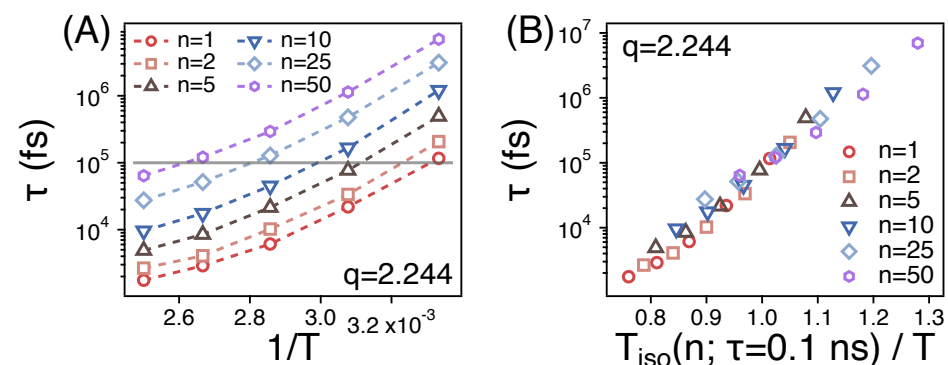 (A)
n=1
n=2
n=5
n=10
n=25
n=50
10^6
10^5
10^4
τ (fs)
q=2.244
2.6
2.8
3.0
3.2 x10^-3
1/T
(B)
q=2.244
10^7
10^6
10^5
10^4
τ (fs)
n=1
n=2
n=5
n=10
n=25
n=50
0.8
0.9
1.0
1.1
1.2
1.3
T_iso(n; τ=0.1 ns) / T